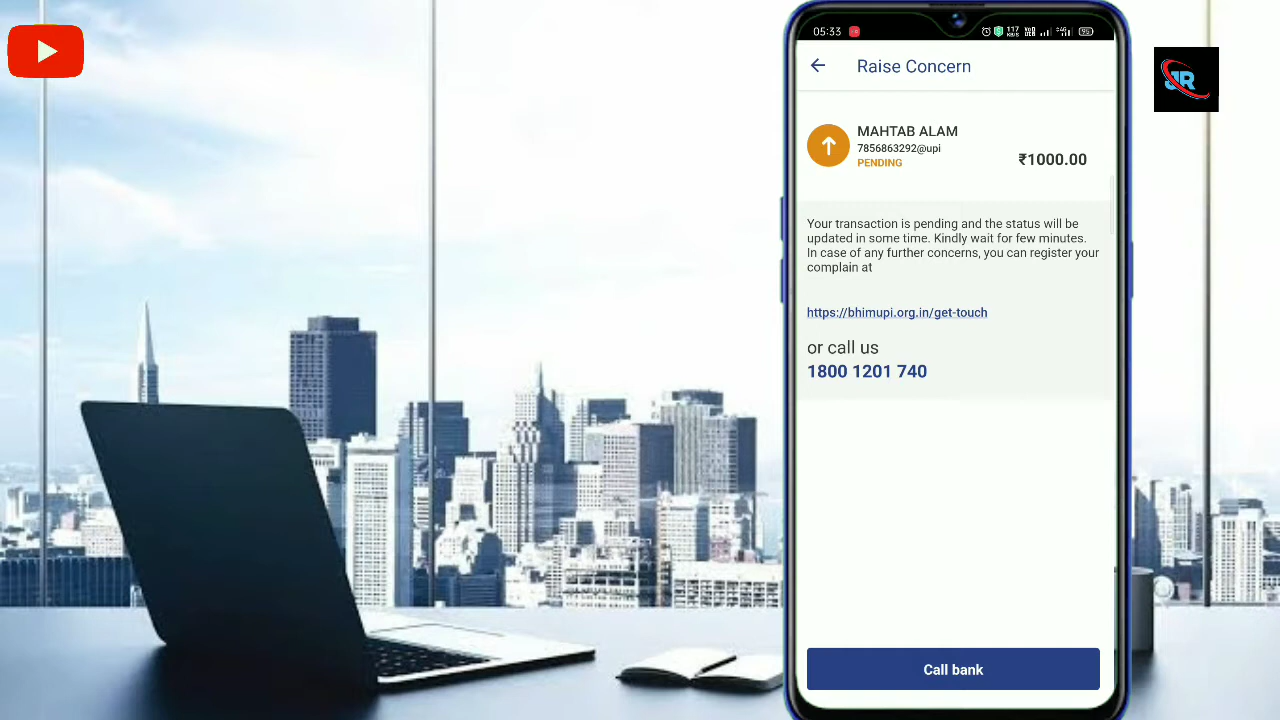 05:33
Raise Concern
MAHTAB ALAM
7856863292@upi
PENDING
₹1000.00
Your transaction is pending and the status will be
updated in some time. Kindly wait for few minutes.
In case of any further concerns, you can register your
complain at
https://bhimupi.org.in/get-touch
or call us
1800 1201 740
Call bank
JR